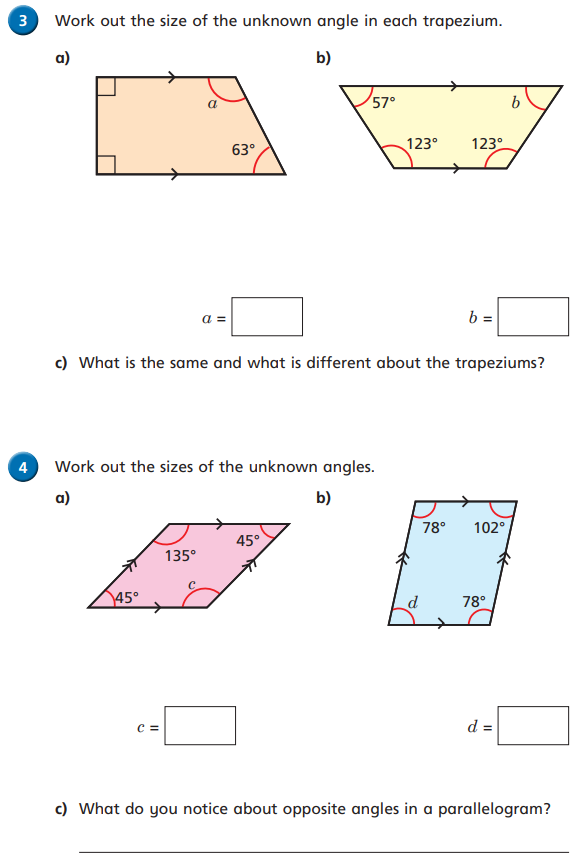 3 Work out the size of the unknown angle in each trapezium.
a) b)
a 63°
57° b
123° 123°
a = b =
c) What is the same and what is different about the trapeziums?
4 Work out the sizes of the unknown angles.
a) b)
135° 45°
45° c
78° 102°
d 78°
c = d =
c) What do you notice about opposite angles in a parallelogram?